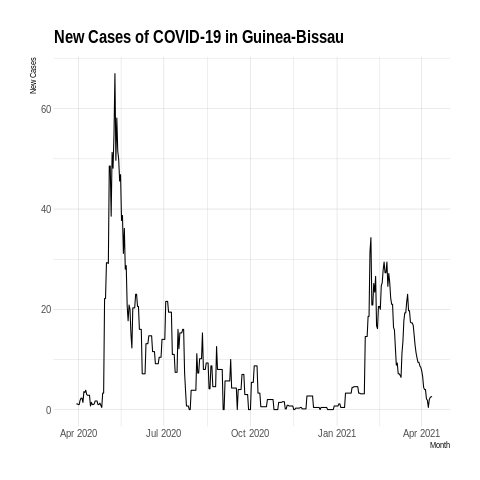 New Cases of COVID-19 in Guinea-Bissau
New Cases
60
40
20
0
Apr 2020 Jul 2020 Oct 2020 Jan 2021 Apr 2021
Month